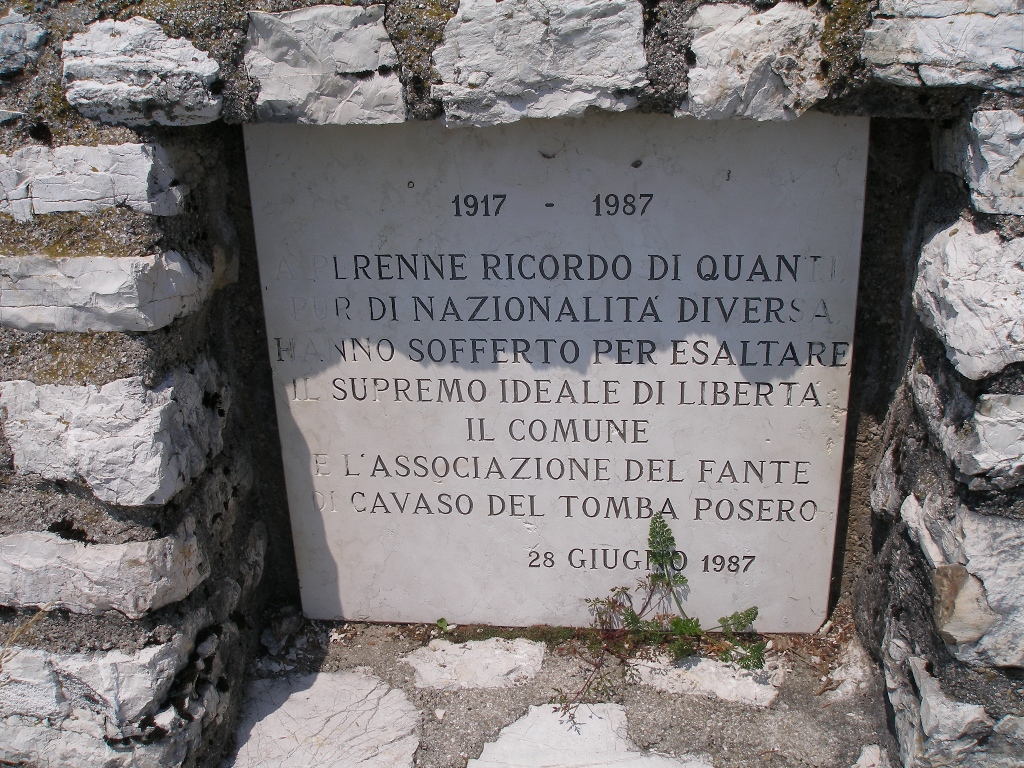 1917 - 1987
A PERENNE RICORDO DI QUANTI
PUR DI NAZIONALITÀ DIVERSA
HANNO SOFFERTO PER ESALTARE
IL SUPREMO IDEALE DI LIBERTÀ
IL COMUNE
E L'ASSOCIAZIONE DEL FANTE
DI CAVASO DEL TOMBA POSERO
28 GIUGNO 1987